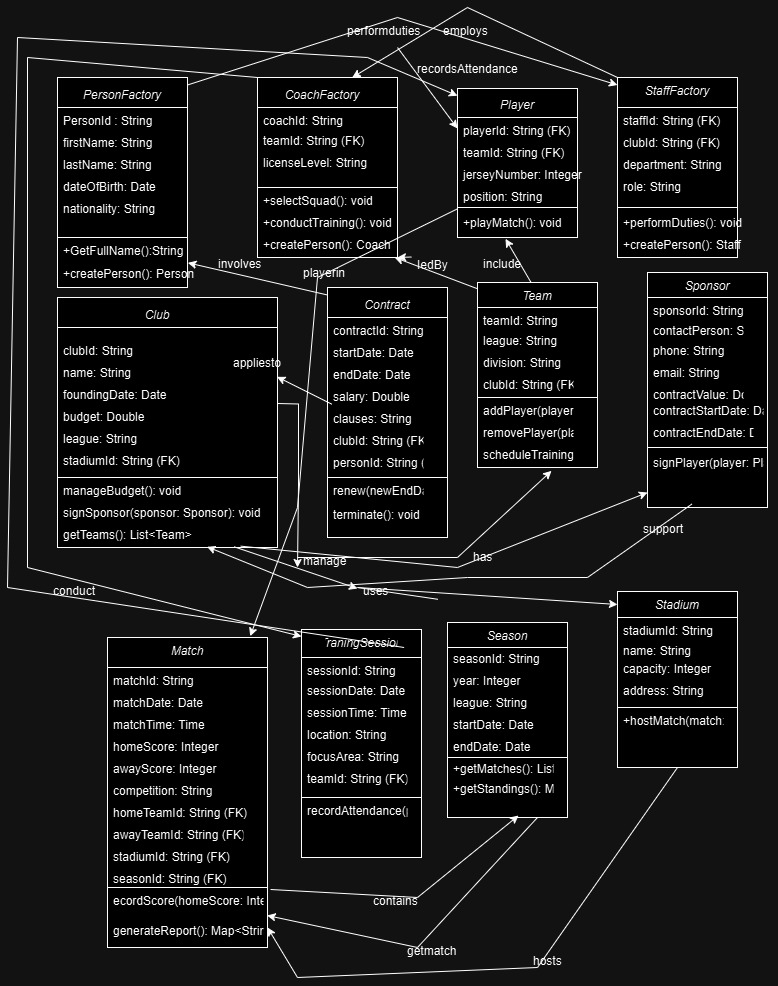 performduties
employs
recordsAttendance
PersonFactory
PersonId : String
firstName: String
lastName: String
dateOfBirth: Date
nationality: String
+GetFullName():String
+createPerson(): Person
CoachFactory
coachId: String
teamId: String (FK)
licenseLevel: String
+selectSquad(): void
+conductTraining(): void
+createPerson(): Coach
Player
playerId: String (FK)
teamId: String (FK)
jerseyNumber: Integer
position: String
+playMatch(): void
StaffFactory
staffId: String (FK)
clubId: String (FK)
department: String
role: String
+performDuties(): void
+createPerson(): Staff
involves
playerin
ledBy
include
Club
clubId: String
name: String
foundingDate: Date
budget: Double
league: String
stadiumId: String (FK)
manageBudget(): void
signSponsor(sponsor: Sponsor): void
getTeams(): List<Team>
appliesto
Contract
contractId: String
startDate: Date
endDate: Date
salary: Double
clauses: String
clubId: String (FK
personId: String (
renew(newEndDa
terminate(): void
Team
teamId: String
league: String
division: String
clubId: String (FK
addPlayer(player
removePlayer(pla
scheduleTraining
Sponsor
sponsorId: String
contactPerson: S
phone: String
email: String
contractValue: Do
contractStartDate: Da
contractEndDate: D
signPlayer(player: Pl
support
has
manage
uses
conduct
Match
matchId: String
matchDate: Date
matchTime: Time
homeScore: Integer
awayScore: Integer
competition: String
homeTeamId: String (FK)
awayTeamId: String (FK)
stadiumId: String (FK)
seasonId: String (FK)
ecordScore(homeScore: Inte
generateReport(): Map<Strin
TraningSession
sessionId: String
sessionDate: Date
sessionTime: Time
location: String
focusArea: String
teamId: String (FK)
recordAttendance(p
Season
seasonId: String
year: Integer
league: String
startDate: Date
endDate: Date
+getMatches(): List
+getStandings(): M
Stadium
stadiumId: String
name: String
capacity: Integer
address: String
+hostMatch(match:
contains
getmatch
hosts